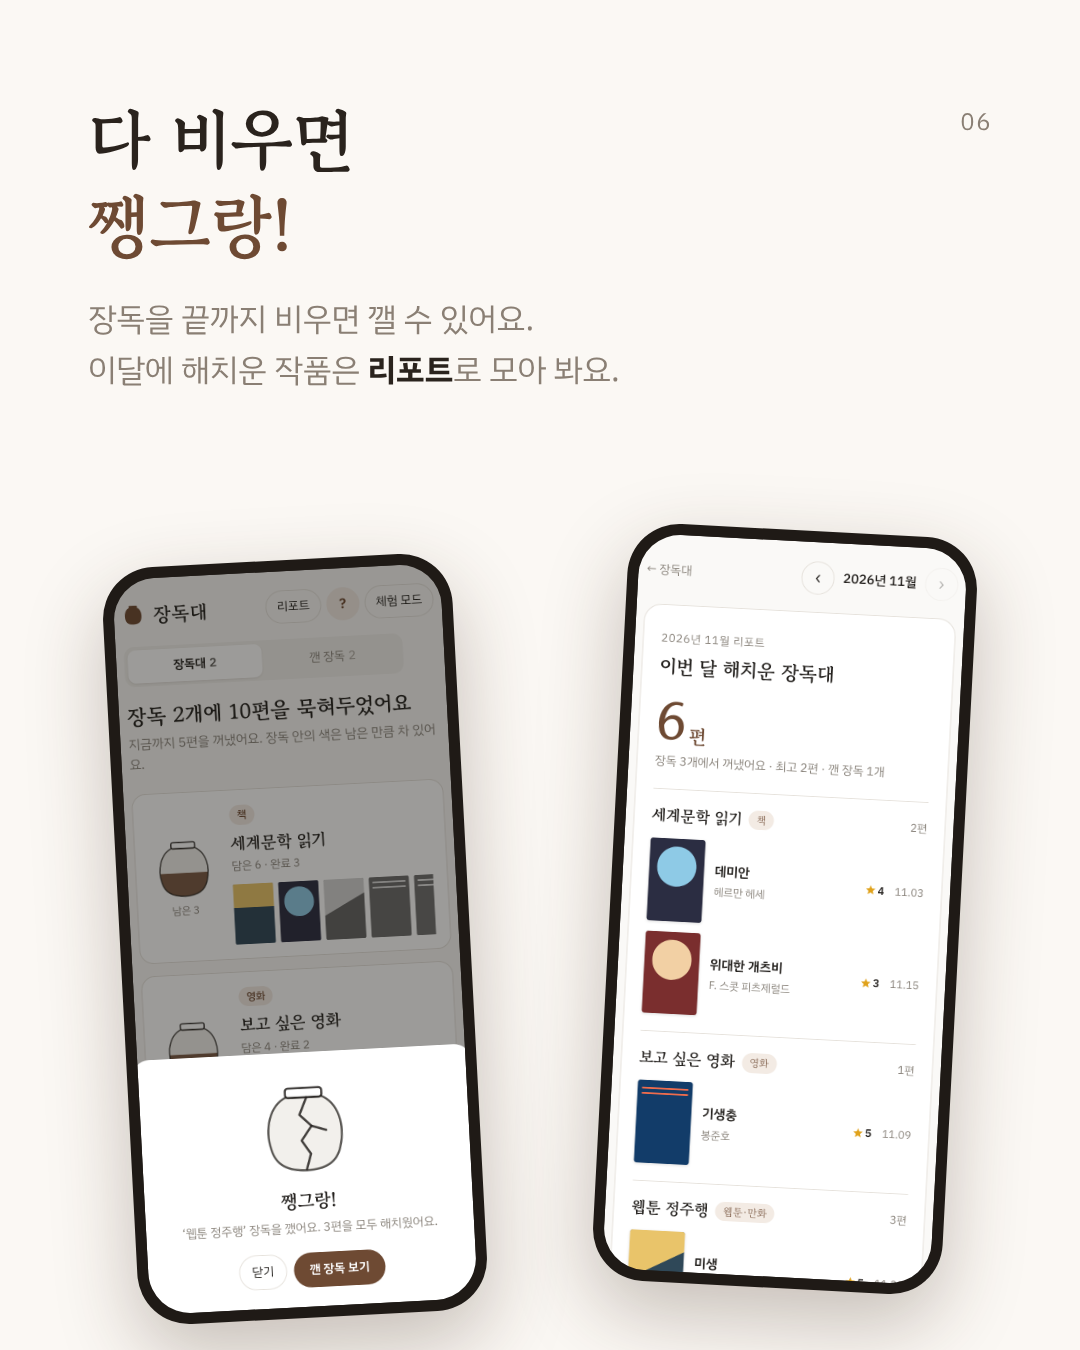 다 비우면
쨍그랑!
06
장독을 끝까지 비우면 깰 수 있어요.
이달에 해치운 작품은 리포트로 모아 봐요.
장독대
리포트
?
체험 모드
장독대 2
깬 장독 2
장독 2개에 10편을 묵혀두었어요
지금까지 5편을 꺼냈어요. 장독 안의 색은 남은 만큼 차 있어
요.
책
세계문학 읽기
담은 6 · 완료 3
남은 3
영화
보고 싶은 영화
담은 4 · 완료 2
쨍그랑!
‘웹툰 정주행’ 장독을 깼어요. 3편을 모두 해치웠어요.
닫기
깬 장독 보기
← 장독대
‹
2026년 11월
›
2026년 11월 리포트
이번 달 해치운 장독대
6편
장독 3개에서 꺼냈어요 · 최고 2편 · 깬 장독 1개
세계문학 읽기 책 2편
데미안
헤르만 헤세
★ 4 11.03
위대한 개츠비
F. 스콧 피츠제럴드
★ 3 11.15
보고 싶은 영화 영화 1편
기생충
봉준호
★ 5 11.09
웹툰 정주행 웹툰·만화 3편
미생